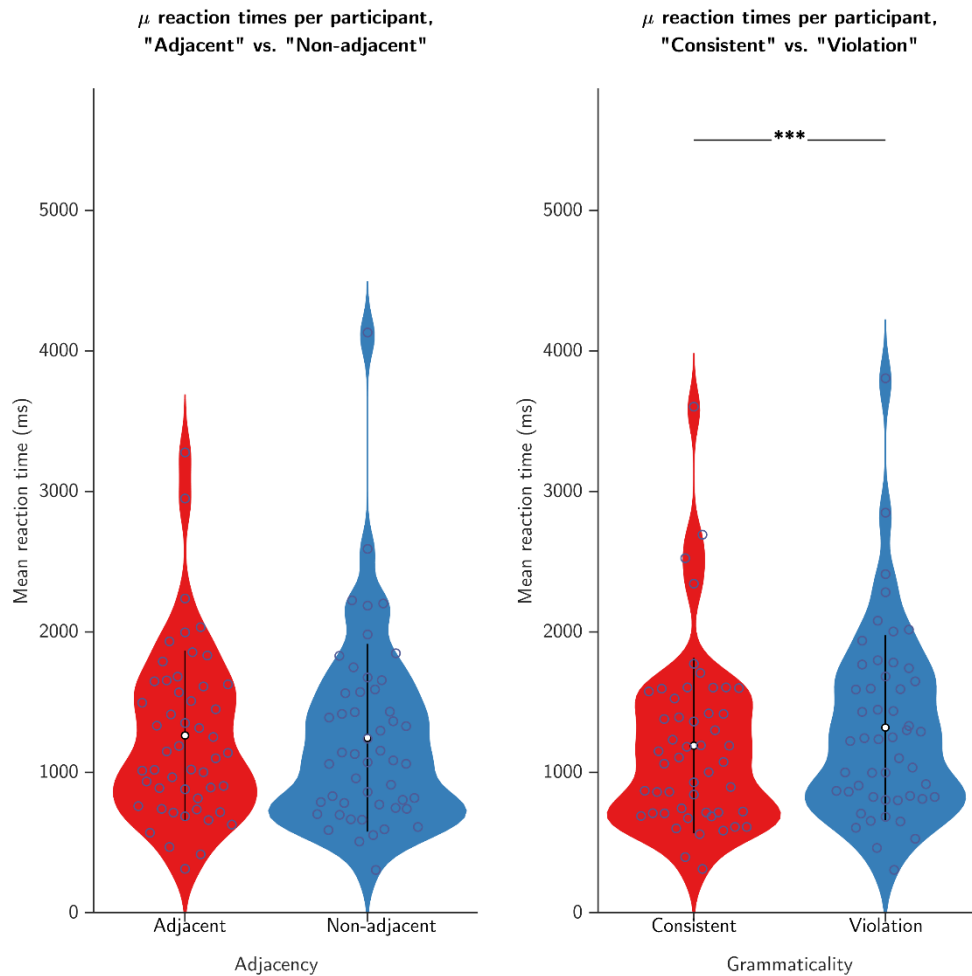 μ reaction times per participant,
"Adjacent" vs. "Non-adjacent"
5000
4000
3000
2000
1000
0
Mean reaction time (ms)
Adjacent
Non-adjacent
Adjacency
μ reaction times per participant,
"Consistent" vs. "Violation"
***
5000
4000
3000
2000
1000
0
Mean reaction time (ms)
Consistent
Violation
Grammaticality